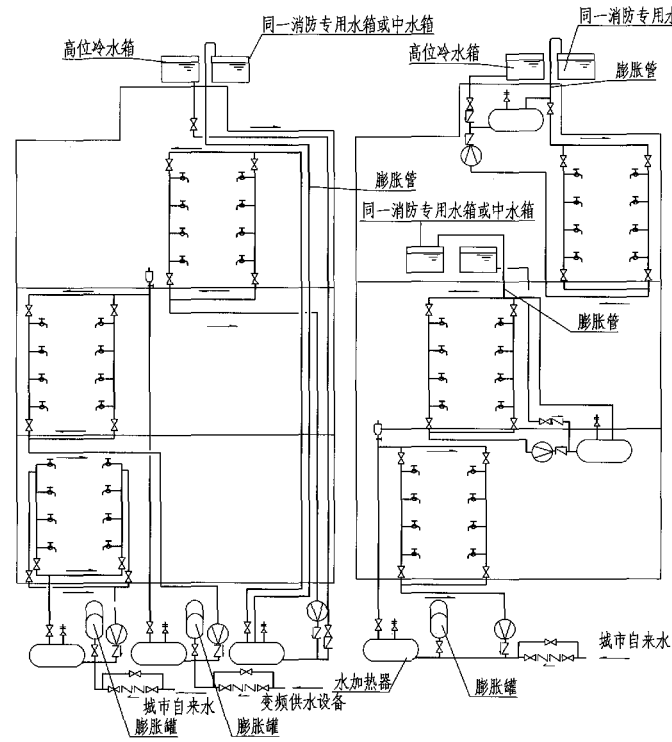 同一消防专用水箱或中水箱
高位冷水箱
膨胀管
城市自来水
膨胀罐
膨胀罐
变频供水设备
同一消防专用水
高位冷水箱
膨胀管
同一消防专用水箱或中水箱
膨胀管
城市自来水
水加热器
膨胀罐